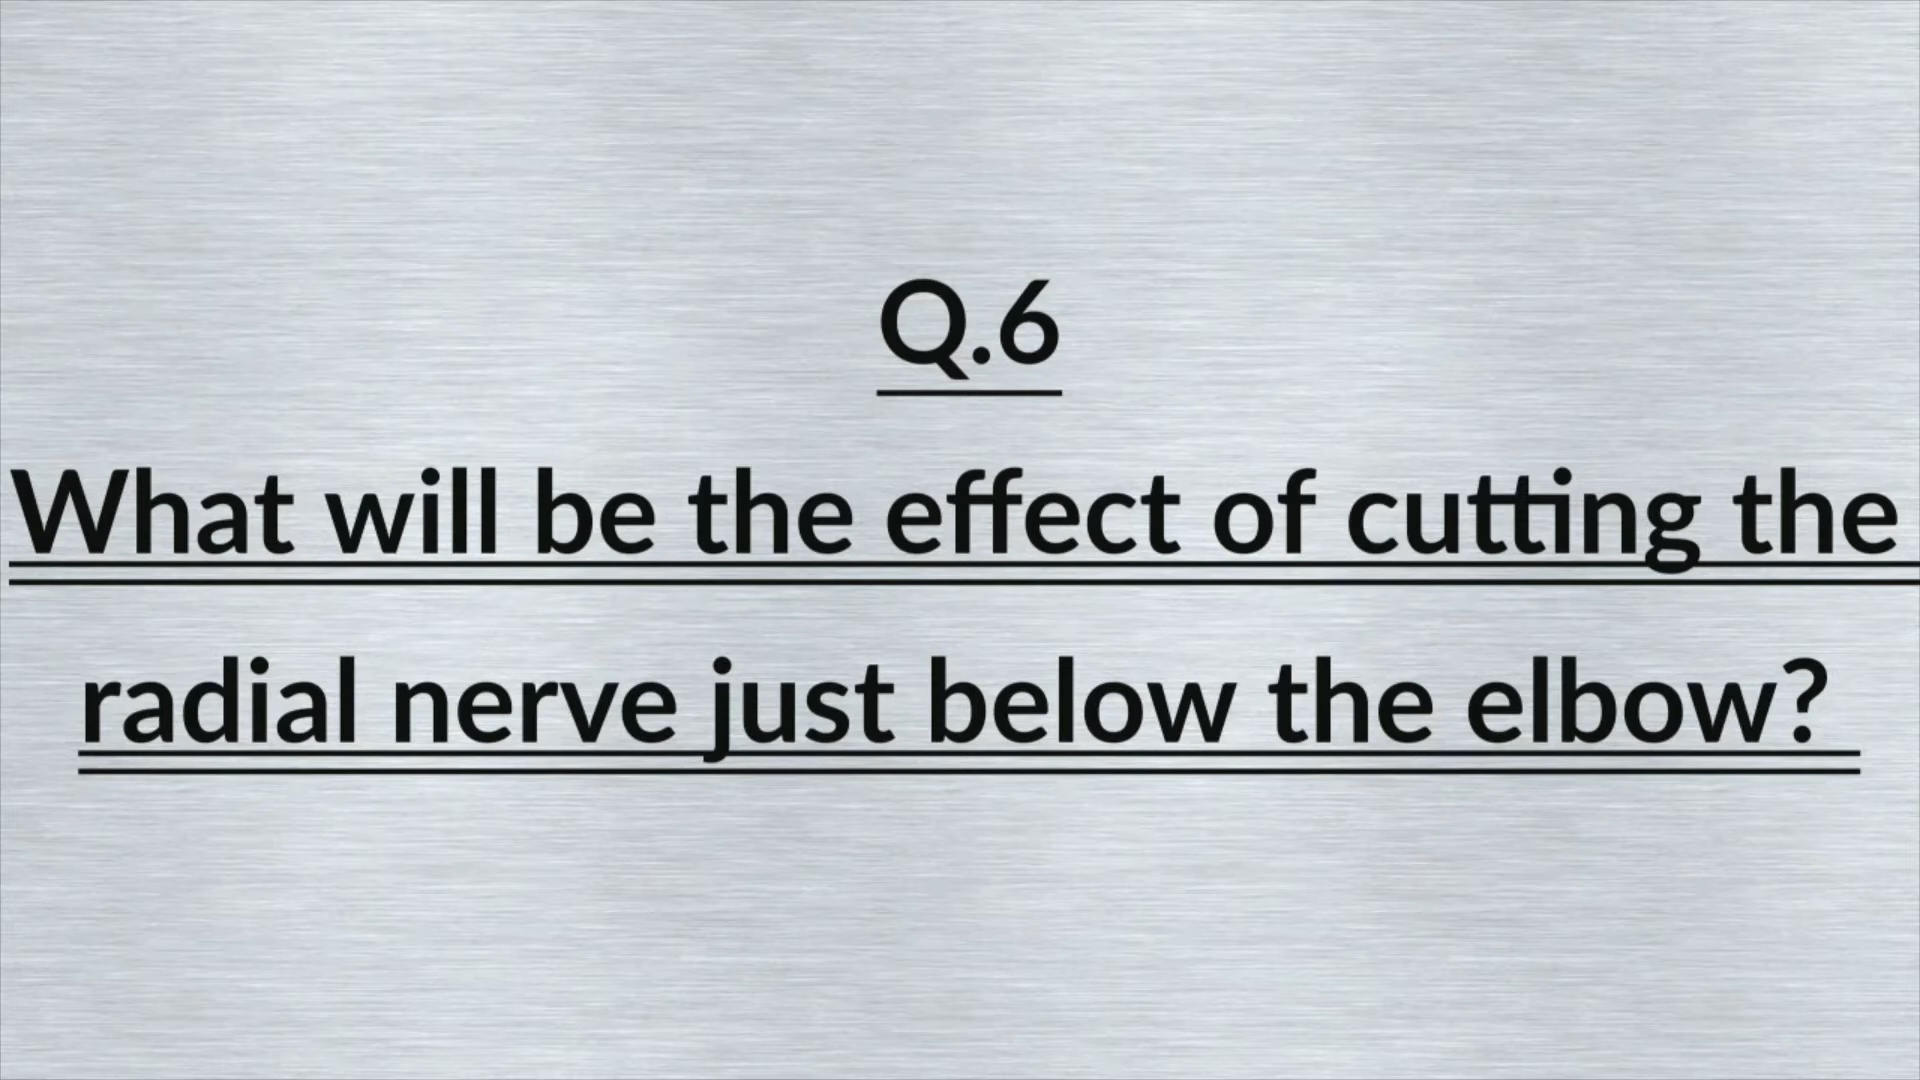 Q.6
What will be the effect of cutting the
radial nerve just below the elbow?